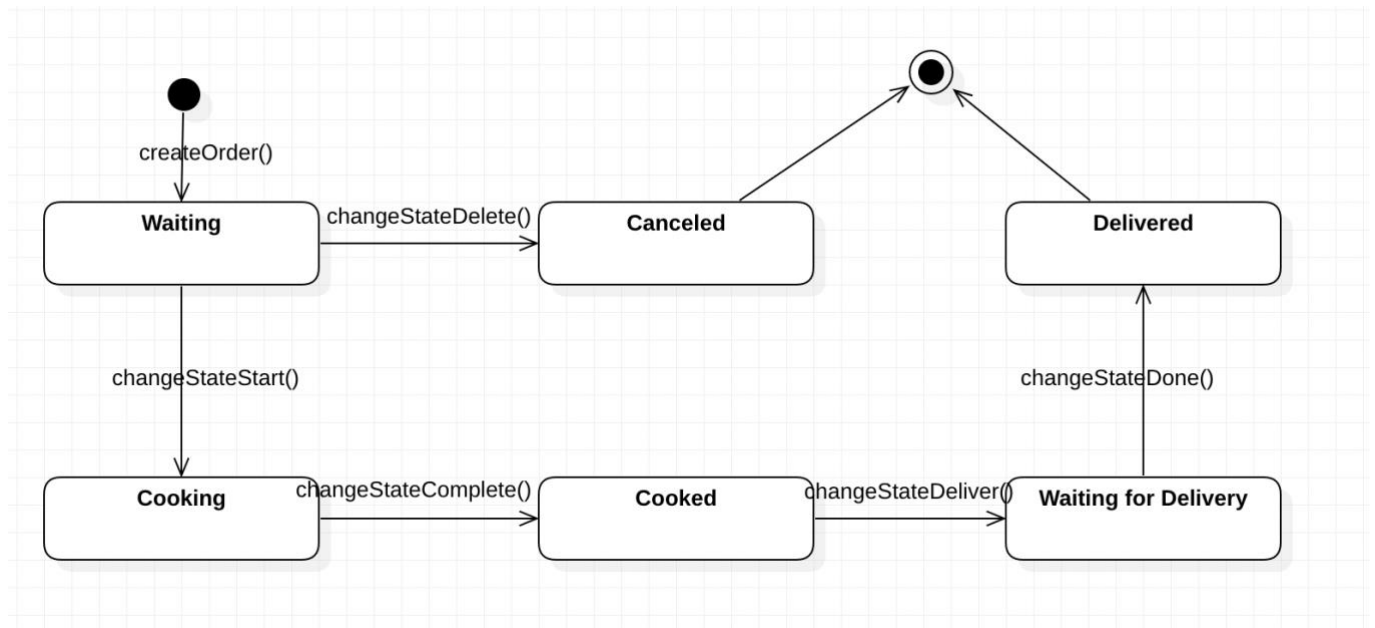 createOrder()
Waiting
changeStateDelete()
Canceled
Delivered
changeStateStart()
changeStateDone()
Cooking
changeStateComplete()
Cooked
changeStateDeliver()
Waiting for Delivery